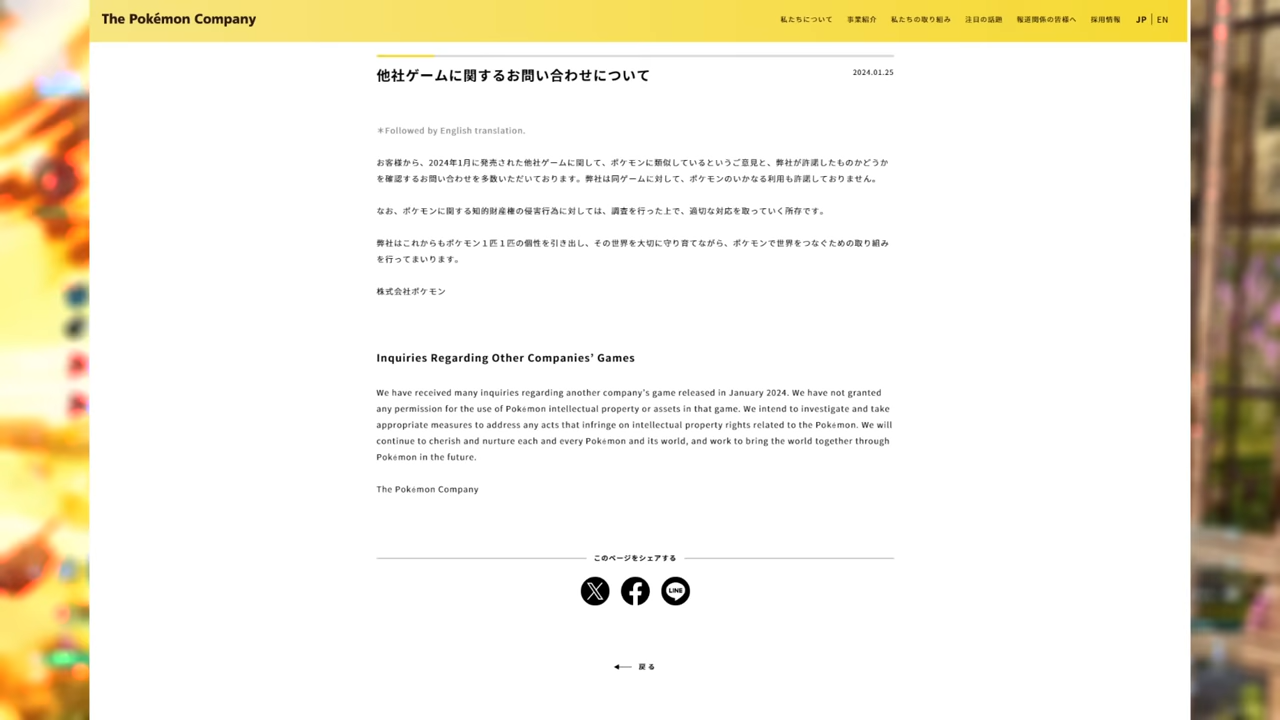 The Pokémon Company
私たちについて 事業紹介 私たちの取り組み 注目の話題 報道関係の皆様へ 採用情報 JP | EN
他社ゲームに関するお問い合わせについて
2024.01.25
＊Followed by English translation.
お客様から、2024年1月に発売された他社ゲームに関して、ポケモンに類似しているというご意見と、弊社が許諾したものかどうか
を確認するお問い合わせを多数いただいております。弊社は同ゲームに対して、ポケモンのいかなる利用も許諾しておりません。
なお、ポケモンに関する知的財産権の侵害行為に対しては、調査を行った上で、適切な対応を取っていく所存です。
弊社はこれからもポケモン１匹１匹の個性を引き出し、その世界を大切に守り育てながら、ポケモンで世界をつなぐための取り組み
を行ってまいります。
株式会社ポケモン
Inquiries Regarding Other Companies’ Games
We have received many inquiries regarding another company’s game released in January 2024. We have not granted
any permission for the use of Pokémon intellectual property or assets in that game. We intend to investigate and take
appropriate measures to address any acts that infringe on intellectual property rights related to the Pokémon. We will
continue to cherish and nurture each and every Pokémon and its world, and work to bring the world together through
Pokémon in the future.
The Pokémon Company
このページをシェアする
LINE
戻る